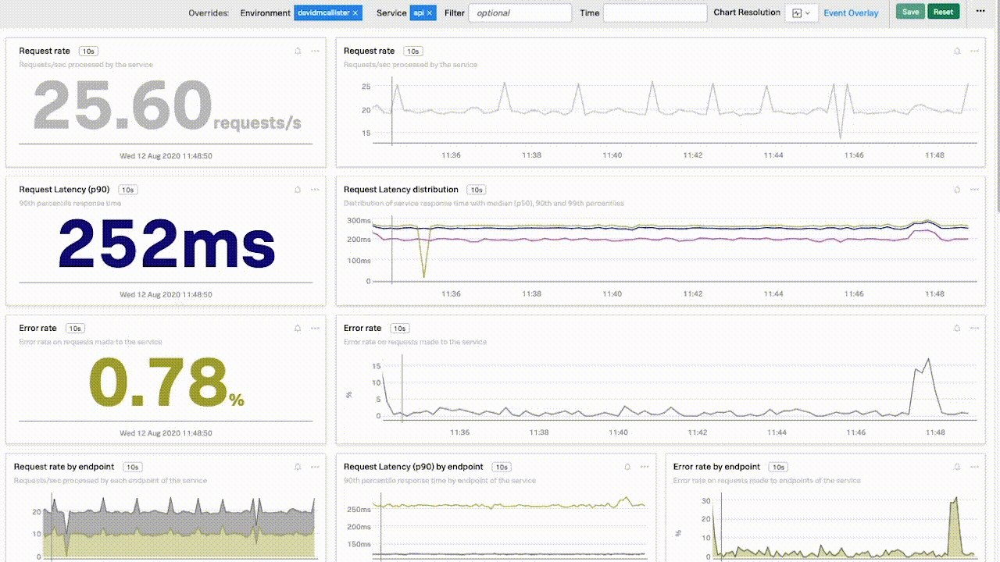 Overrides: Environment davidmcallister × Service api × Filter optional Time Chart Resolution Event Overlay Save Reset
Request rate 10s
Requests/sec processed by the service
25.60 requests/s
Wed 12 Aug 2020 11:48:50
Request rate 10s
Requests/sec processed by the service
25
20
15
11:36 11:38 11:40 11:42 11:44 11:46 11:48
Request Latency (p90) 10s
90th percentile response time
252ms
Wed 12 Aug 2020 11:48:50
Request Latency distribution 10s
Distribution of service response time with median (p50), 90th and 99th percentiles
300ms
200ms
100ms
0
11:36 11:38 11:40 11:42 11:44 11:46 11:48
Error rate 10s
Error rate on requests made to the service
0.78%
Wed 12 Aug 2020 11:48:50
Error rate 10s
Error rate on requests made to the service
15
10
5
0
%
11:36 11:38 11:40 11:42 11:44 11:46 11:48
Request rate by endpoint 10s
Requests/sec processed by each endpoint of the service
20
10
0
Request Latency (p90) by endpoint 10s
90th percentile response time by endpoint of the service
250ms
200ms
150ms
Error rate by endpoint 10s
Error rate on requests made to endpoints of the service
30
20
10
0
%